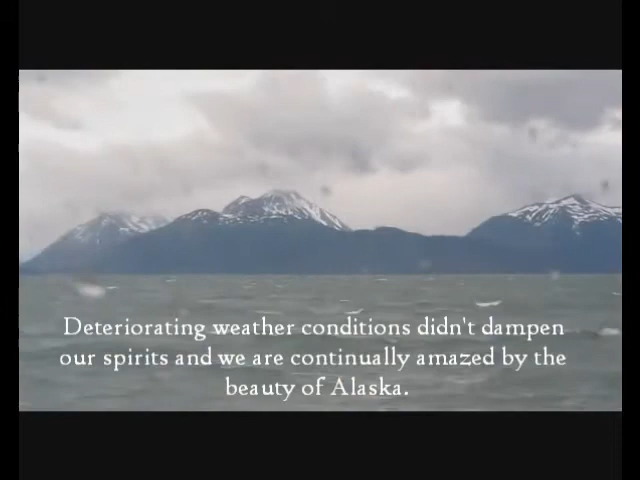 Deteriorating weather conditions didn't dampen
our spirits and we are continually amazed by the
beauty of Alaska.